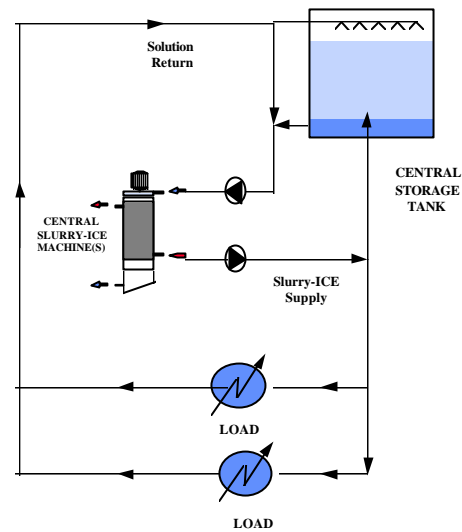 Solution
Return
CENTRAL
STORAGE
TANK
CENTRAL
SLURRY-ICE
MACHINE(S)
Slurry-ICE
Supply
LOAD
LOAD